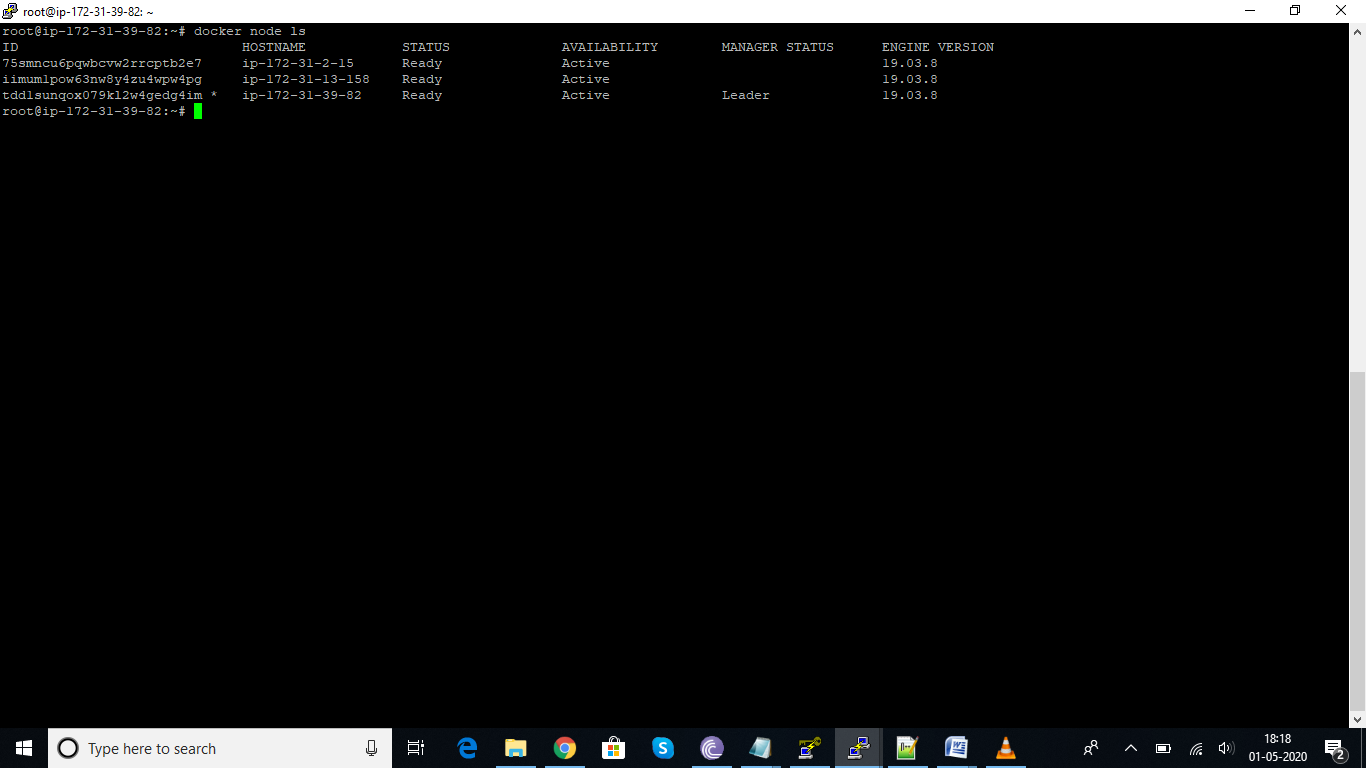 root@ip-172-31-39-82: ~
root@ip-172-31-39-82:~# docker node ls
ID HOSTNAME STATUS AVAILABILITY MANAGER STATUS ENGINE VERSION
75smncu6pqwbcvw2rrcptb2e7 ip-172-31-2-15 Ready Active 19.03.8
iimumlpow63nw8y4zu4wpw4pg ip-172-31-13-158 Ready Active 19.03.8
tddlsunqox079kl2w4gedg4im * ip-172-31-39-82 Ready Active Leader 19.03.8
root@ip-172-31-39-82:~#
Type here to search
18:18
01-05-2020
2